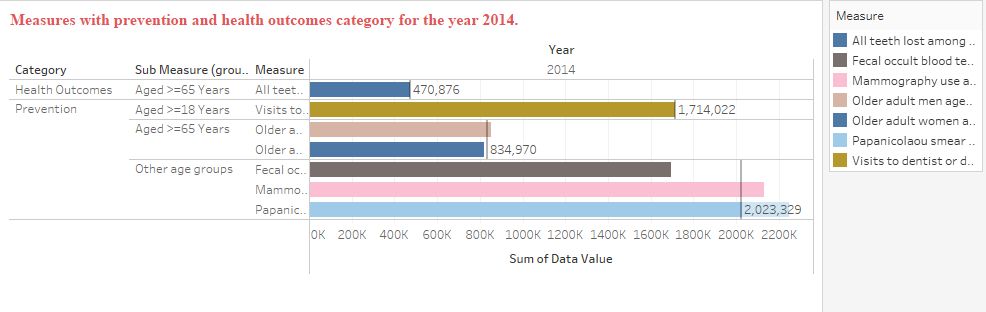 Measures with prevention and health outcomes category for the year 2014.
Year
Category Sub Measure (grou.. Measure 2014
Health Outcomes Aged >=65 Years All teet.. 470,876
Prevention Aged >=18 Years Visits to.. 1,714,022
Aged >=65 Years Older a..
Older a.. 834,970
Other age groups Fecal oc..
Mammo..
Papanic.. 2,023,329
0K 200K 400K 600K 800K 1000K 1200K 1400K 1600K 1800K 2000K 2200K
Sum of Data Value
Measure
All teeth lost among ..
Fecal occult blood te..
Mammography use a..
Older adult men age..
Older adult women a..
Papanicolaou smear ..
Visits to dentist or d..